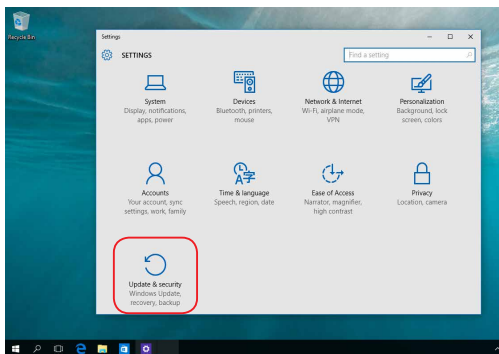 Recycle Bin
Settings
SETTINGS
Find a setting
System
Display, notifications,
apps, power
Devices
Bluetooth, printers,
mouse
Network & Internet
Wi-Fi, airplane mode,
VPN
Personalization
Background, lock
screen, colors
Accounts
Your account, sync
settings, work, family
Time & language
Speech, region, date
Ease of Access
Narrator, magnifier,
high contrast
Privacy
Location, camera
Update & security
Windows Update,
recovery, backup